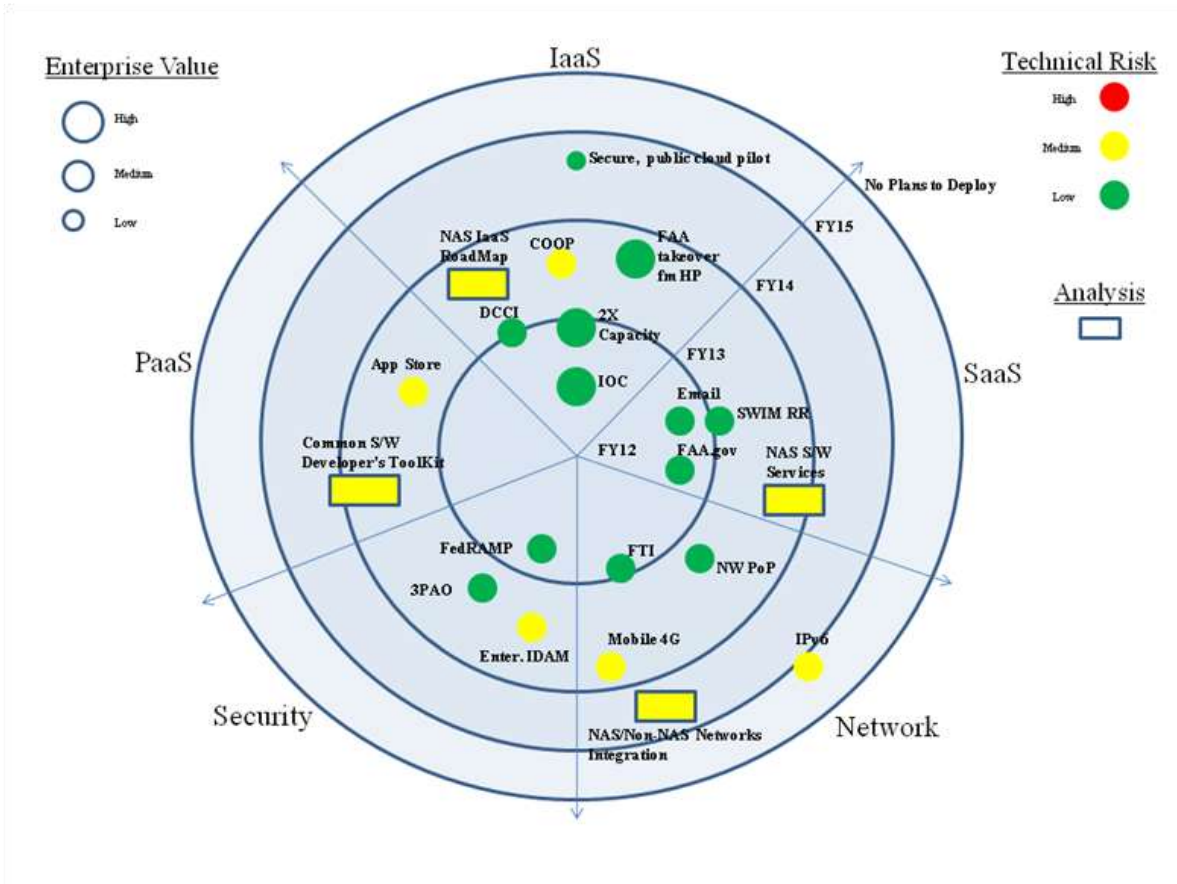 IaaS
Enterprise Value
High
Medium
Low
Technical Risk
High
Medium
Low
Analysis
Secure, public cloud pilot
No Plans to Deploy
FY15
FY14
FY13
FY12
NAS IaaS
RoadMap
COOP
FAA
takeover
fm HP
DCCI
2X
Capacity
IOC
PaaS
App Store
Common S/W
Developer's ToolKit
SaaS
Email
SWIM RR
FAA.gov
NAS S/W
Services
FedRAMP
3PAO
Enter. IDAM
Security
FTI
NW PoP
Mobile 4G
IPv6
NAS/Non-NAS Networks
Integration
Network